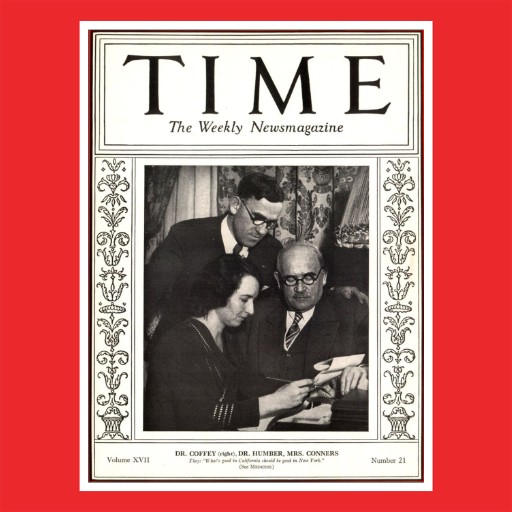 TIME
The Weekly Newsmagazine
DR. COFFEY (right), DR. HUMBER, MRS. CONNERS
Volume XVII
They: "What's good in California should be good in New York."
Number 21
(See MEDICINE)